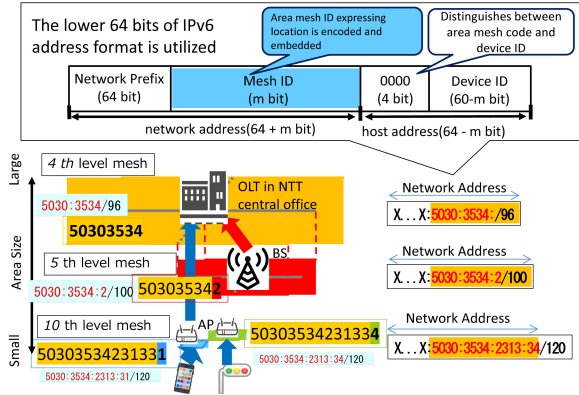 The lower 64 bits of IPv6
address format is utilized
Area mesh ID expressing
location is encoded and
embedded
Distinguishes between
area mesh code and
device ID
Network Prefix
(64 bit)
Mesh ID
(m bit)
0000
(4 bit)
Device ID
(60-m bit)
network address(64 + m bit)
host address(64 - m bit)
Large
Area Size
Small
4 th level mesh
5030:3534/96
50303534
OLT in NTT
central office
Network Address
X...X:5030:3534:/96
5 th level mesh
BS
5030:3534:2/100
503035342
Network Address
X...X:5030:3534:2/100
10 th level mesh
AP
50303534231331
5030:3534:2313:31/120
50303534231334
5030:3534:2313:34/120
Network Address
X...X:5030:3534:2313:34/120